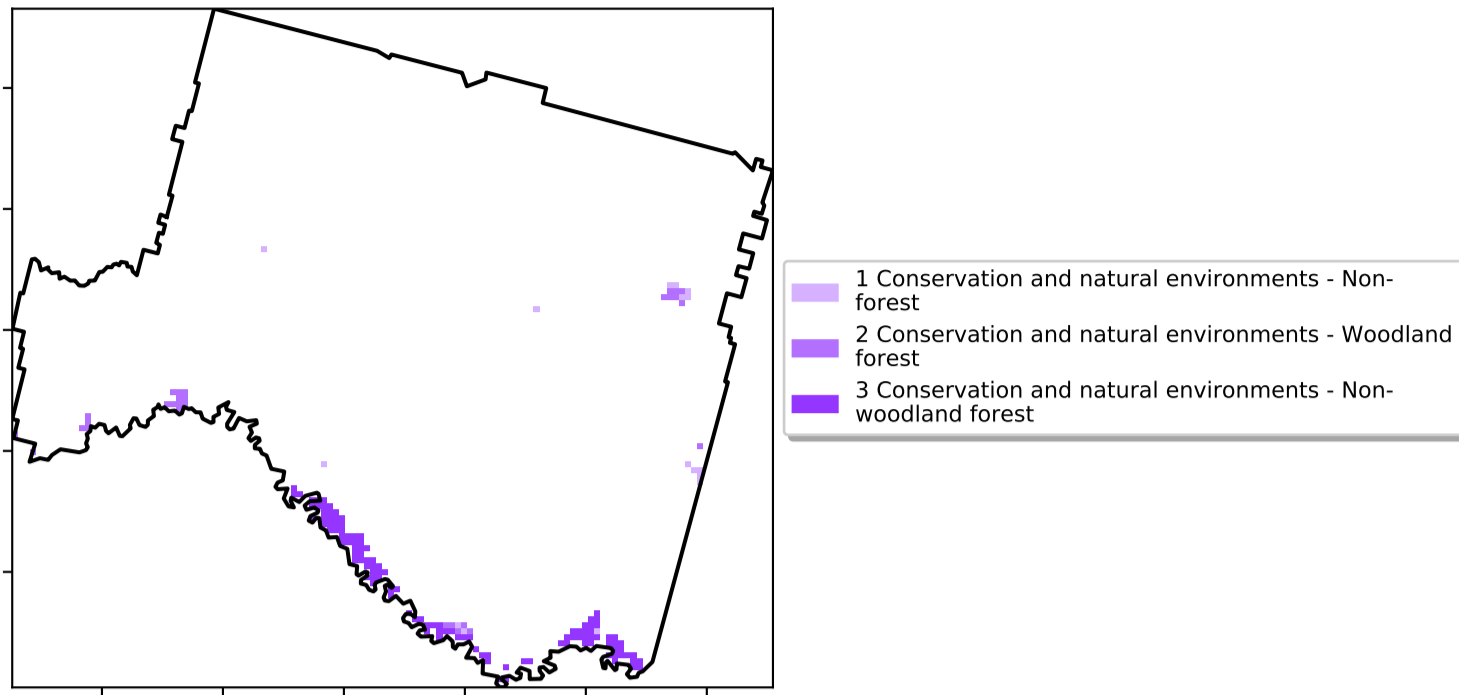 1 Conservation and natural environments - Non-
forest
2 Conservation and natural environments - Woodland
forest
3 Conservation and natural environments - Non-
woodland forest